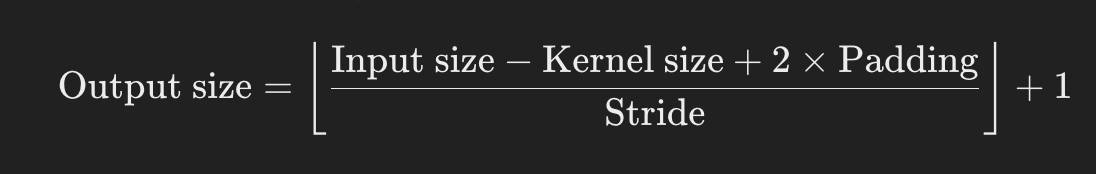 Output size = ⌊ (Input size − Kernel size + 2 × Padding) / Stride ⌋ + 1